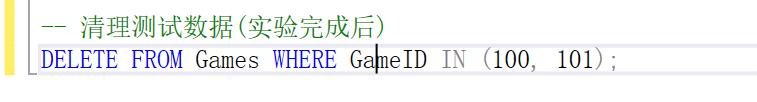 -- 清理测试数据(实验完成后)
DELETE FROM Games WHERE GameID IN (100, 101);